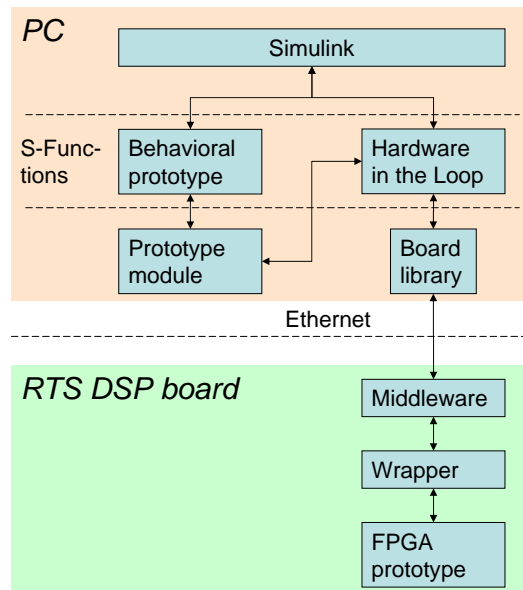 PC
Simulink
S-Func-
tions
Behavioral
prototype
Hardware
in the Loop
Prototype
module
Board
library
Ethernet
RTS DSP board
Middleware
Wrapper
FPGA
prototype